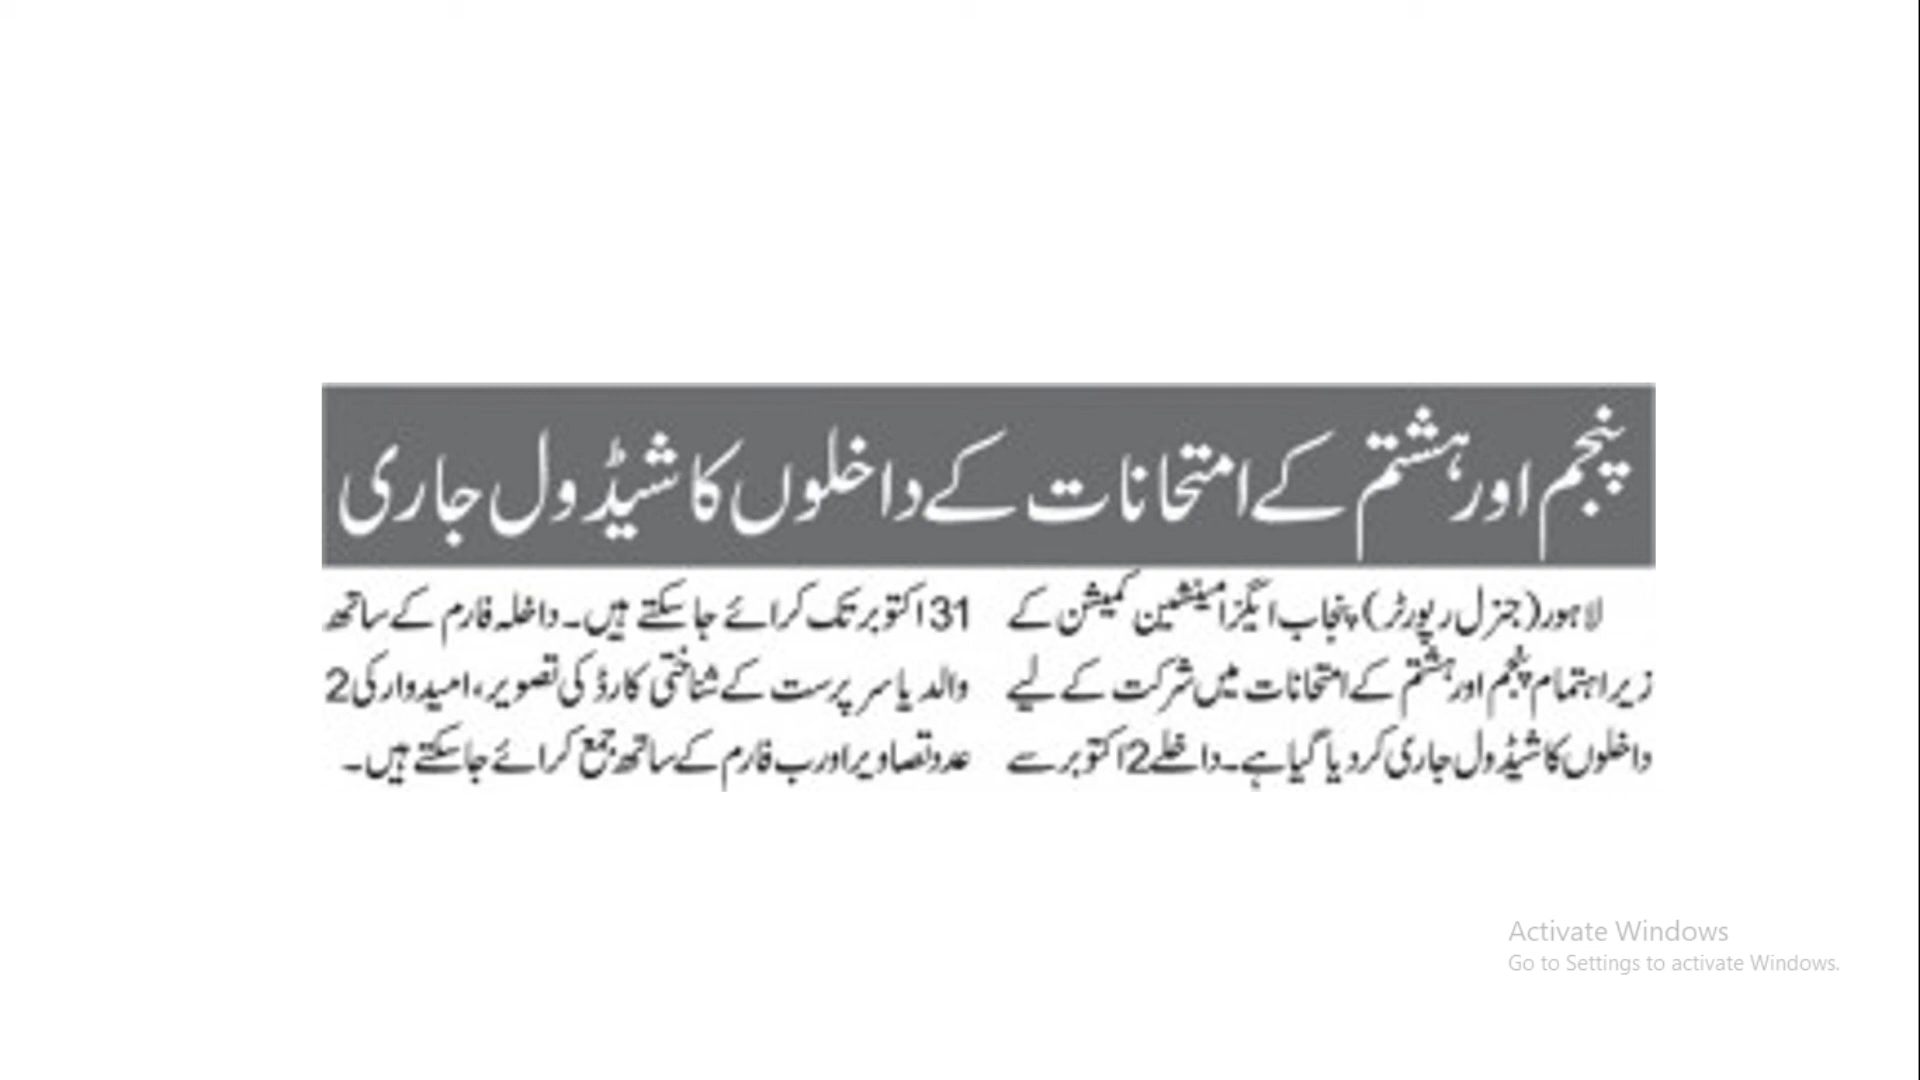 پنجم اور ہشتم کے امتحانات کے داخلوں کا شیڈول جاری
لاہور (جنرل رپورٹر) پنجاب ایگزامینشین کمیشن کے
زیر اہتمام پنجم اور ہشتم کے امتحانات میں شرکت کے لیے
داخلوں کا شیڈول جاری کر دیا گیا ہے۔ داخلے 2 اکتوبر سے
31 اکتوبر تک کرائے جا سکتے ہیں۔ داخلہ فارم کے ساتھ
والد یا سرپرست کے شناختی کارڈ کی تصویر، امیدوار کی 2
عدد تصاویر اور ب فارم کے ساتھ جمع کرائے جا سکتے ہیں۔
Activate Windows
Go to Settings to activate Windows.